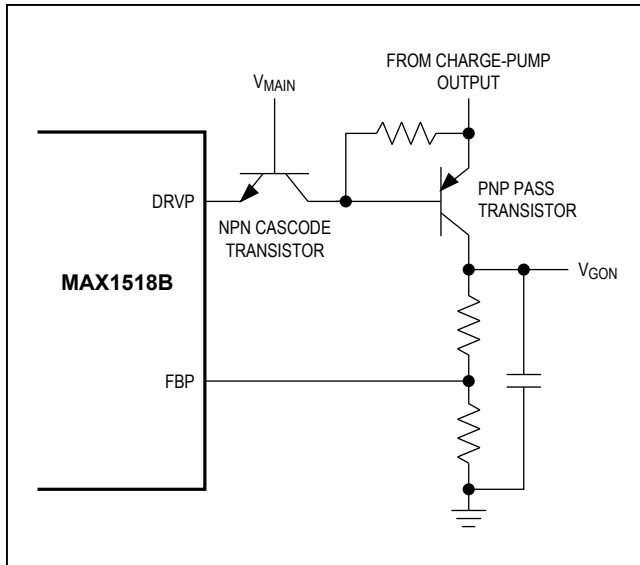 FROM CHARGE-PUMP
OUTPUT
VMAIN
DRVP
NPN CASCODE
TRANSISTOR
PNP PASS
TRANSISTOR
MAX1518B
VGON
FBP